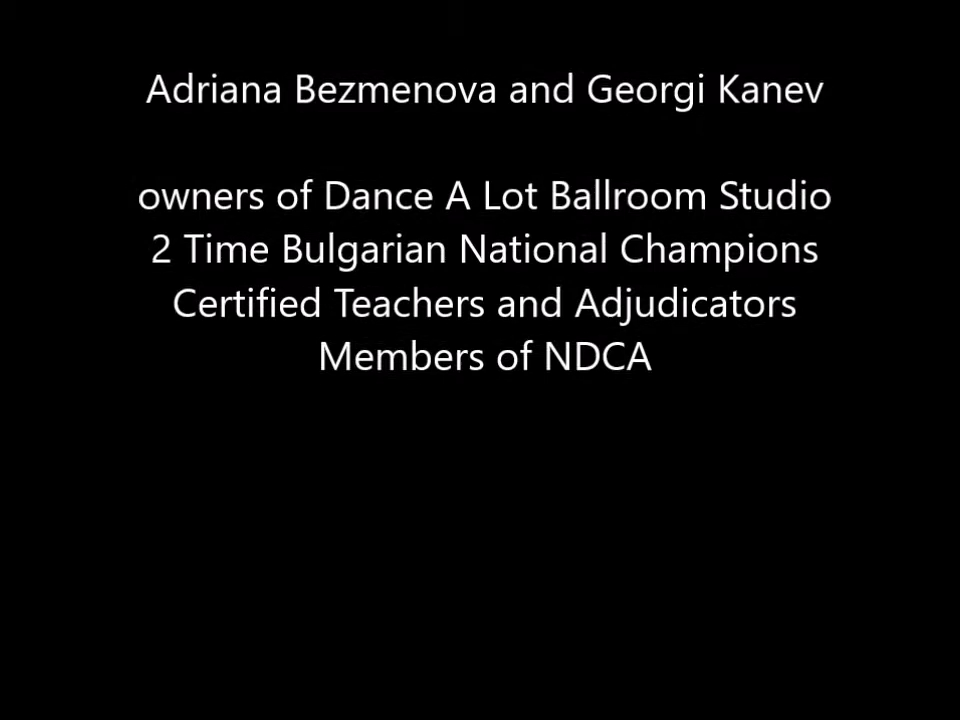 Adriana Bezmenova and Georgi Kanev
owners of Dance A Lot Ballroom Studio
2 Time Bulgarian National Champions
Certified Teachers and Adjudicators
Members of NDCA